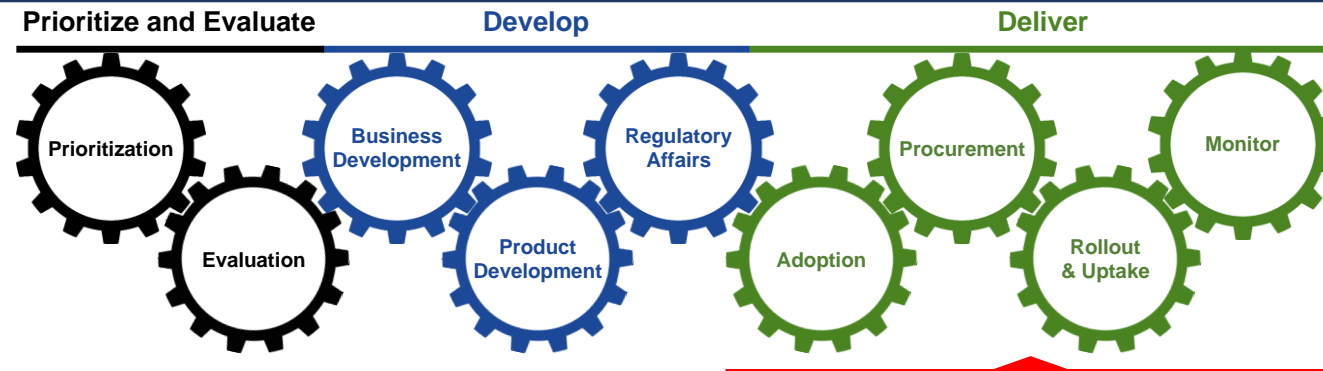 Prioritize and Evaluate
Develop
Deliver
Prioritization
Evaluation
Business
Development
Product
Development
Regulatory
Affairs
Adoption
Procurement
Rollout
& Uptake
Monitor